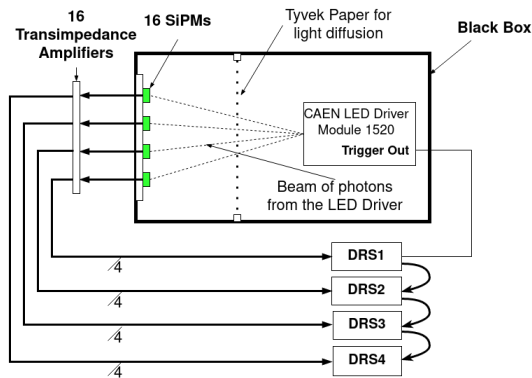 16
Transimpedance
Amplifiers
16 SiPMs
Tyvek Paper for
light diffusion
Black Box
CAEN LED Driver
Module 1520
Trigger Out
Beam of photons
from the LED Driver
DRS1
4
DRS2
4
DRS3
4
DRS4
4